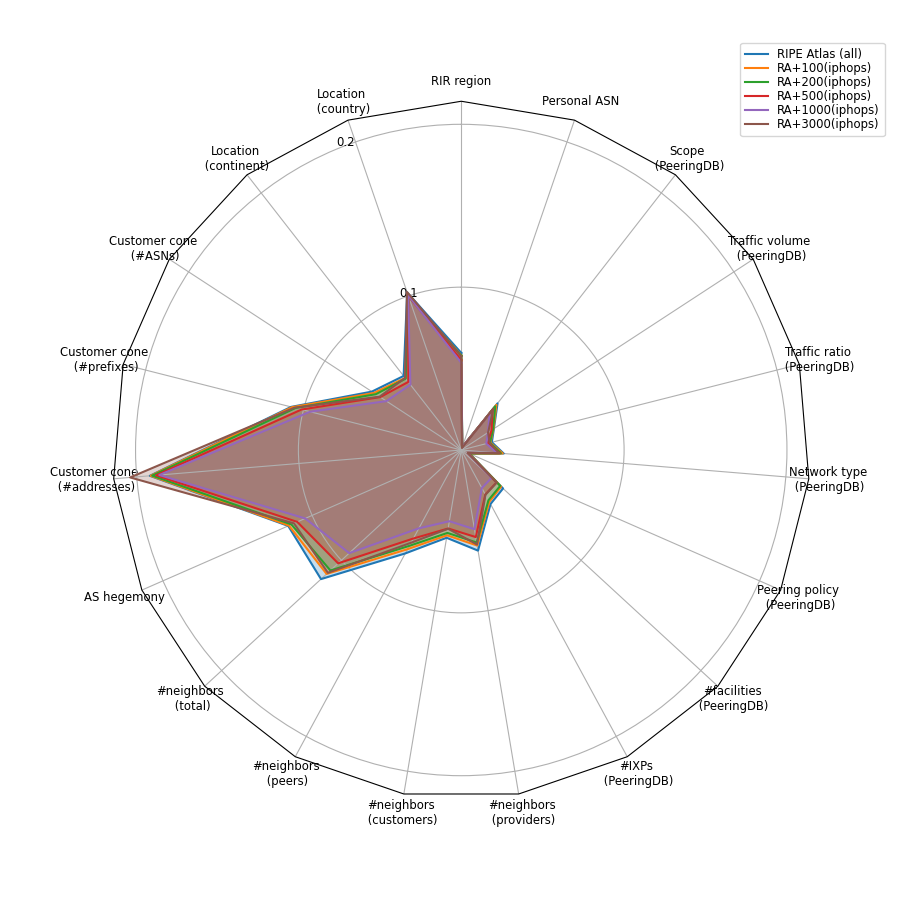 RIPE Atlas (all)
RA+100(iphops)
RA+200(iphops)
RA+500(iphops)
RA+1000(iphops)
RA+3000(iphops)
RIR region
Personal ASN
Location
(country)
0.2
Scope
(PeeringDB)
Location
(continent)
Traffic volume
(PeeringDB)
Customer cone
(#ASNs)
0.1
Traffic ratio
(PeeringDB)
Customer cone
(#prefixes)
Network type
(PeeringDB)
Customer cone
(#addresses)
Peering policy
(PeeringDB)
AS hegemony
#facilities
(PeeringDB)
#neighbors
(total)
#IXPs
(PeeringDB)
#neighbors
(peers)
#neighbors
(customers)
#neighbors
(providers)